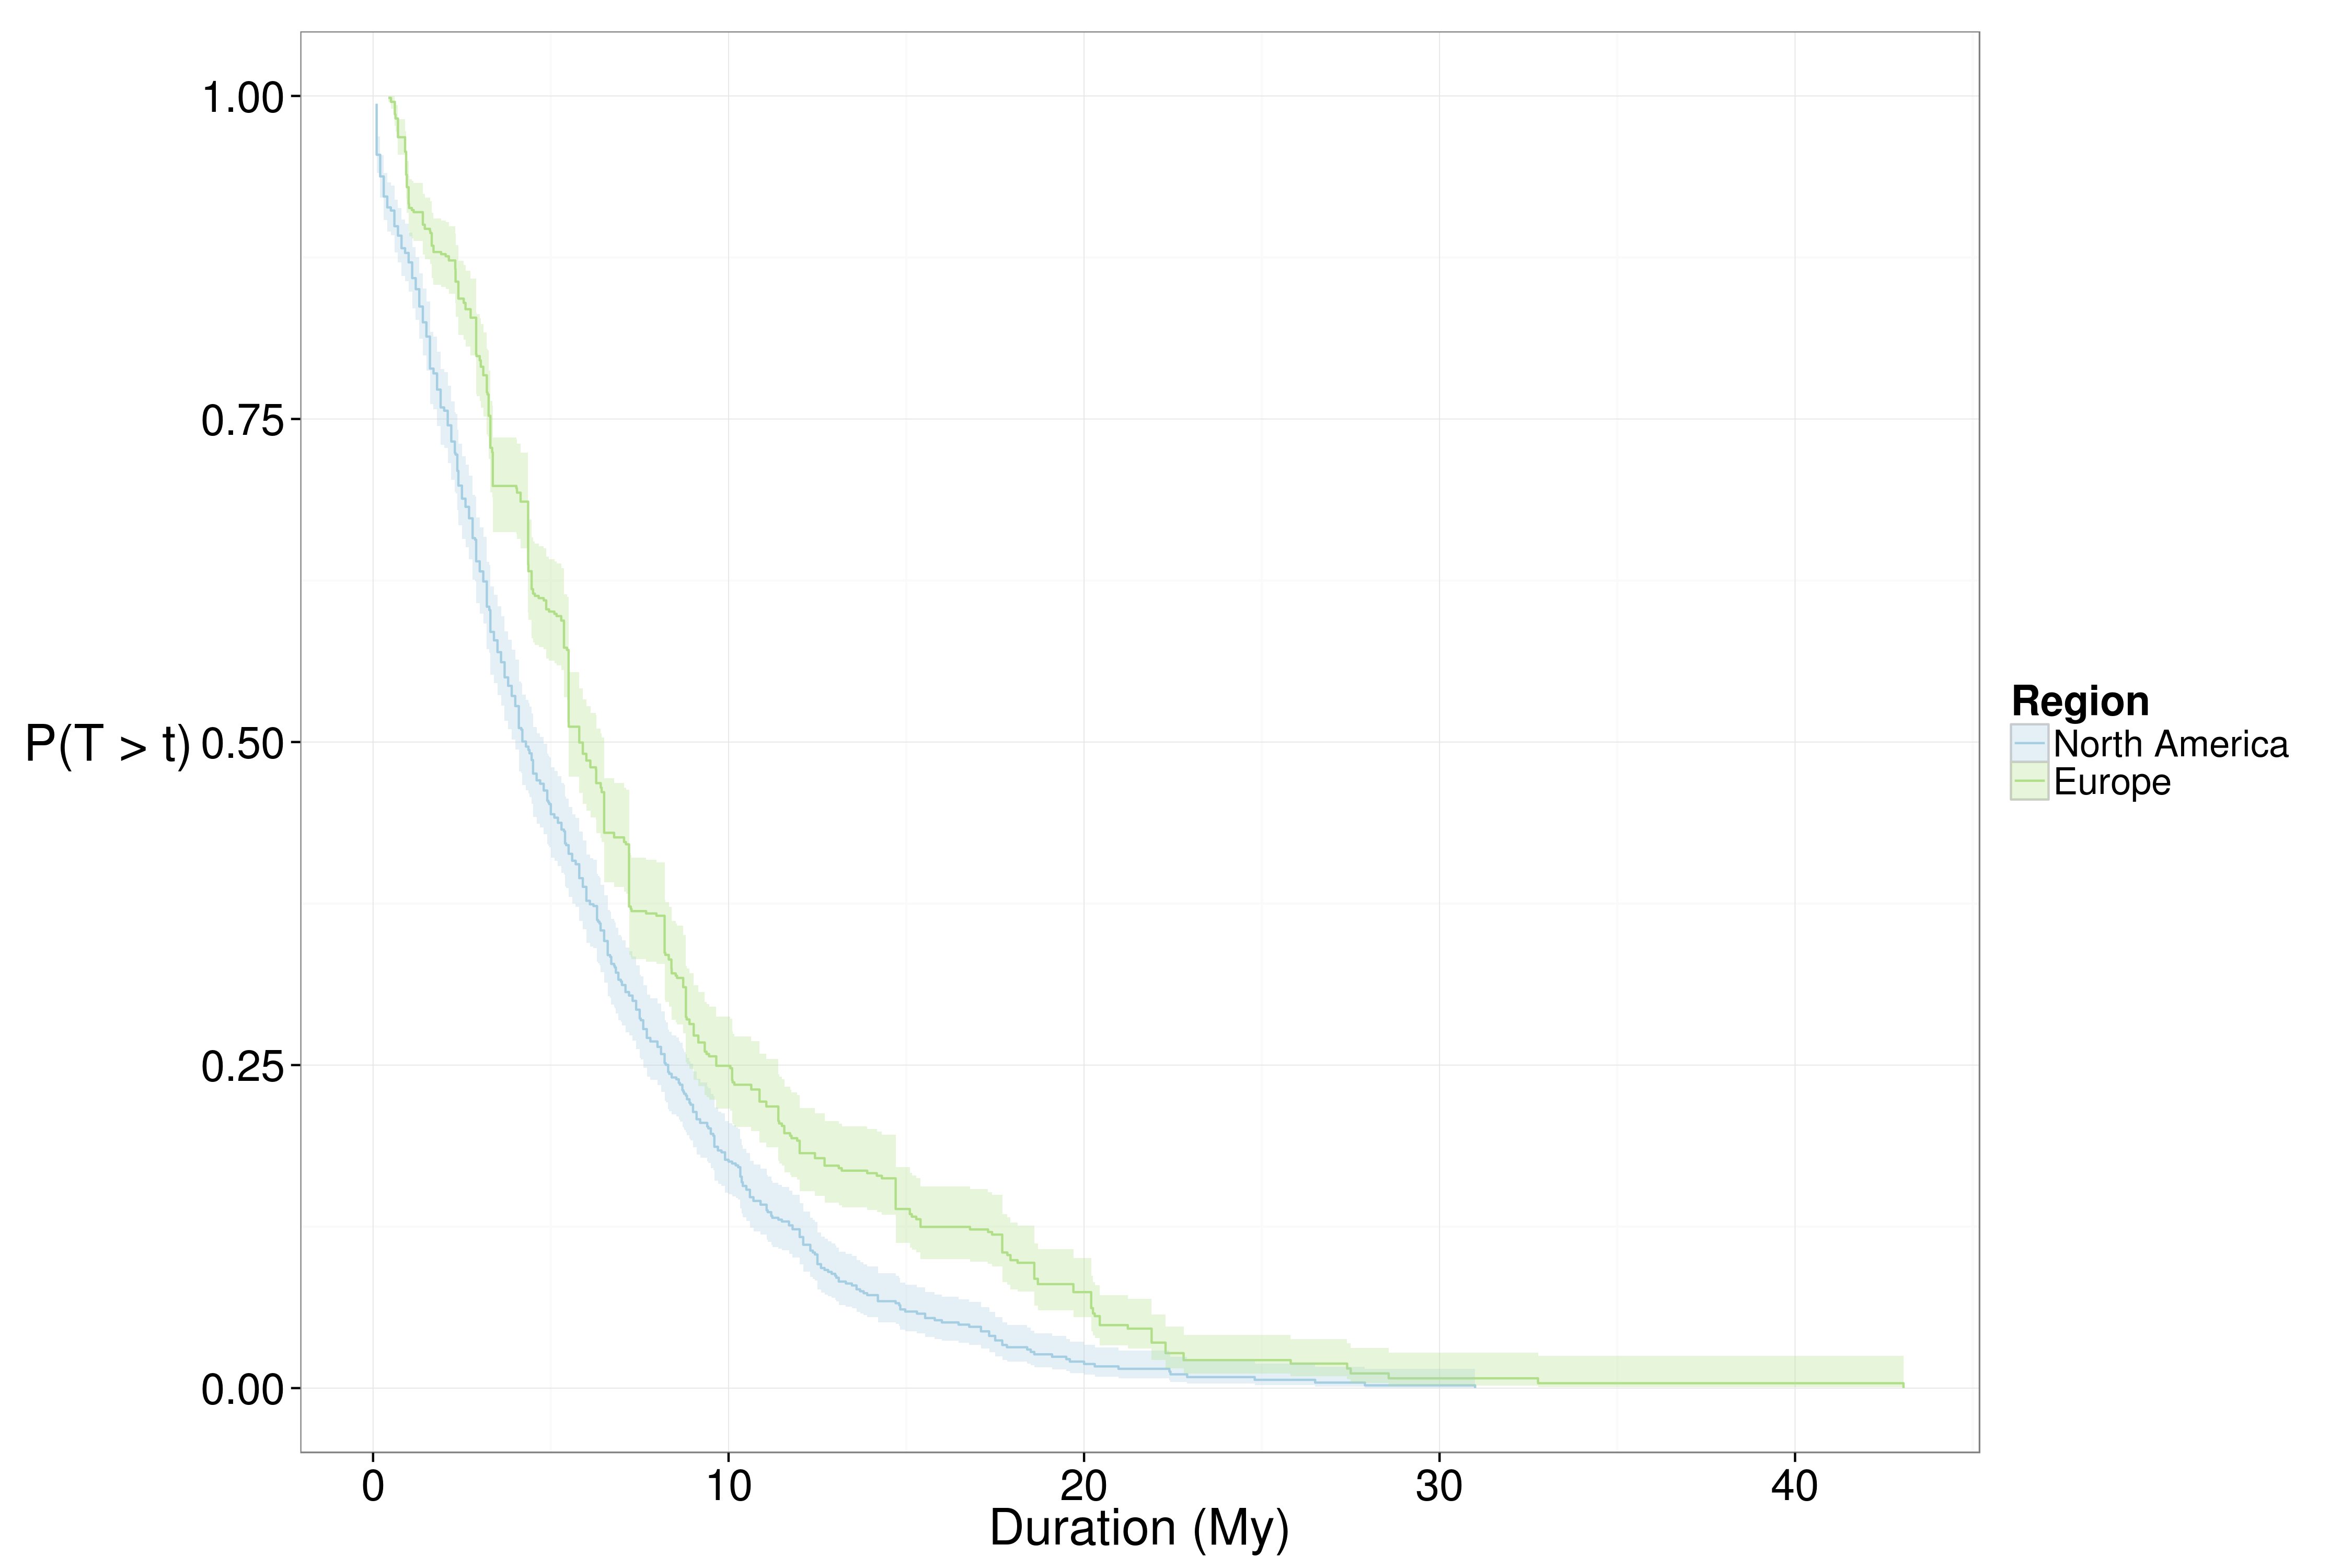 1.00
0.75
P(T > t) 0.50
0.25
0.00
0 10 20 30 40
Duration (My)
Region
North America
Europe